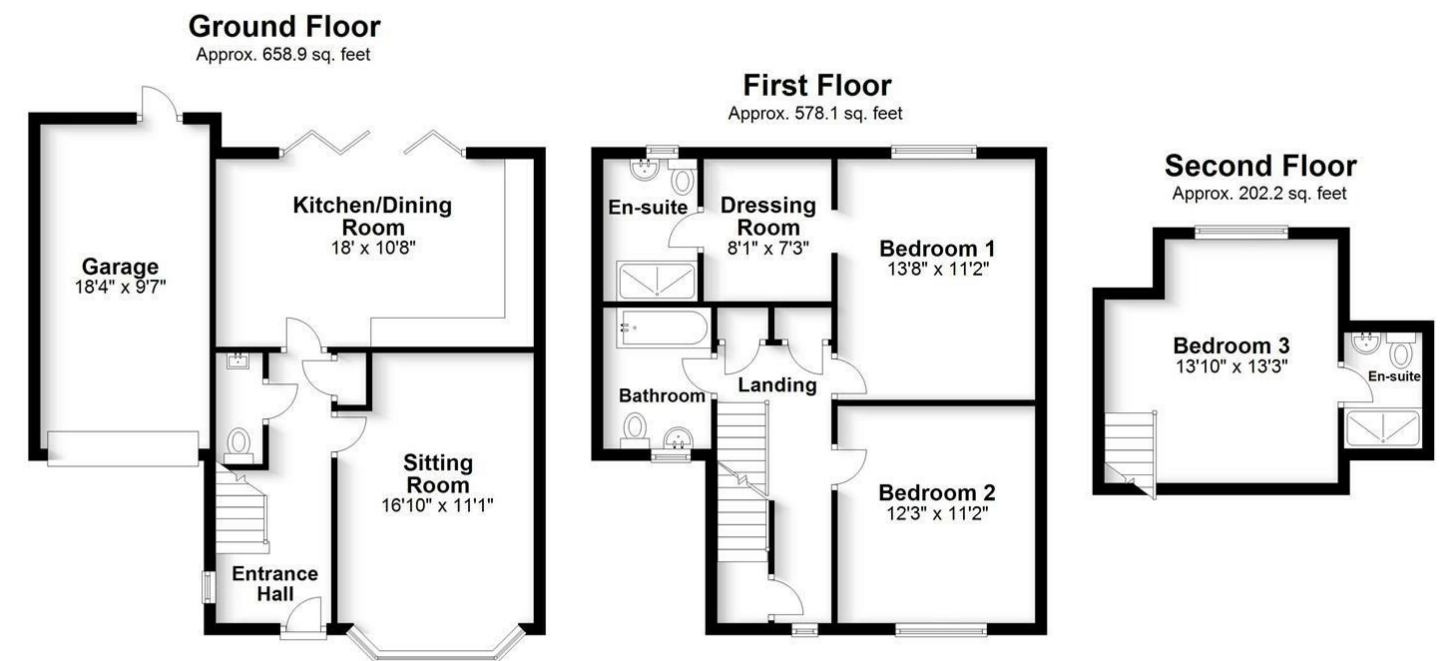 Ground Floor
Approx. 658.9 sq. feet
Kitchen/Dining
Room
18' x 10'8"
Garage
18'4" x 9'7"
Sitting
Room
16'10" x 11'1"
Entrance
Hall
First Floor
Approx. 578.1 sq. feet
En-suite
Dressing
Room
8'1" x 7'3"
Bedroom 1
13'8" x 11'2"
Bathroom
Landing
Bedroom 2
12'3" x 11'2"
Second Floor
Approx. 202.2 sq. feet
Bedroom 3
13'10" x 13'3"
En-suite